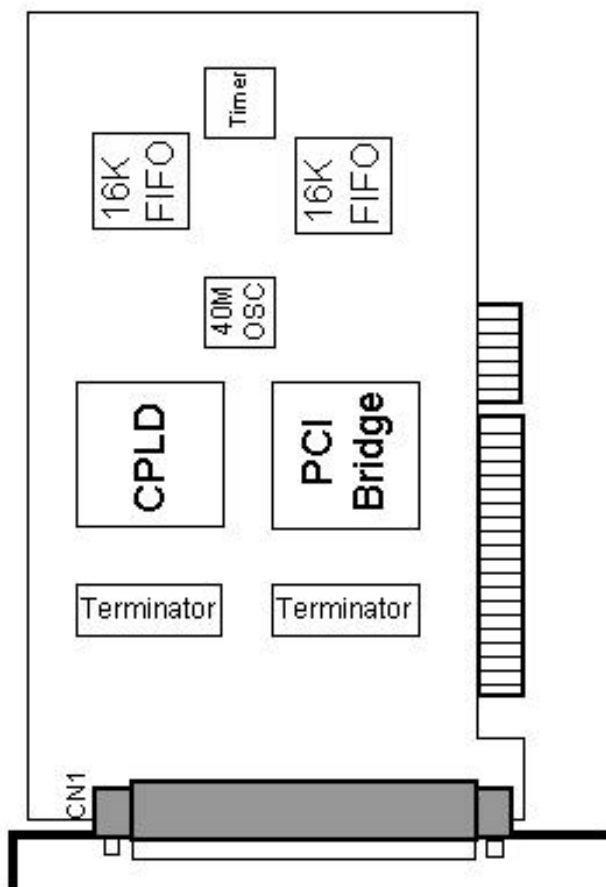 Timer
16K
FIFO
16K
FIFO
40M
OSC
CPLD
PCI
Bridge
Terminator
Terminator
CN1